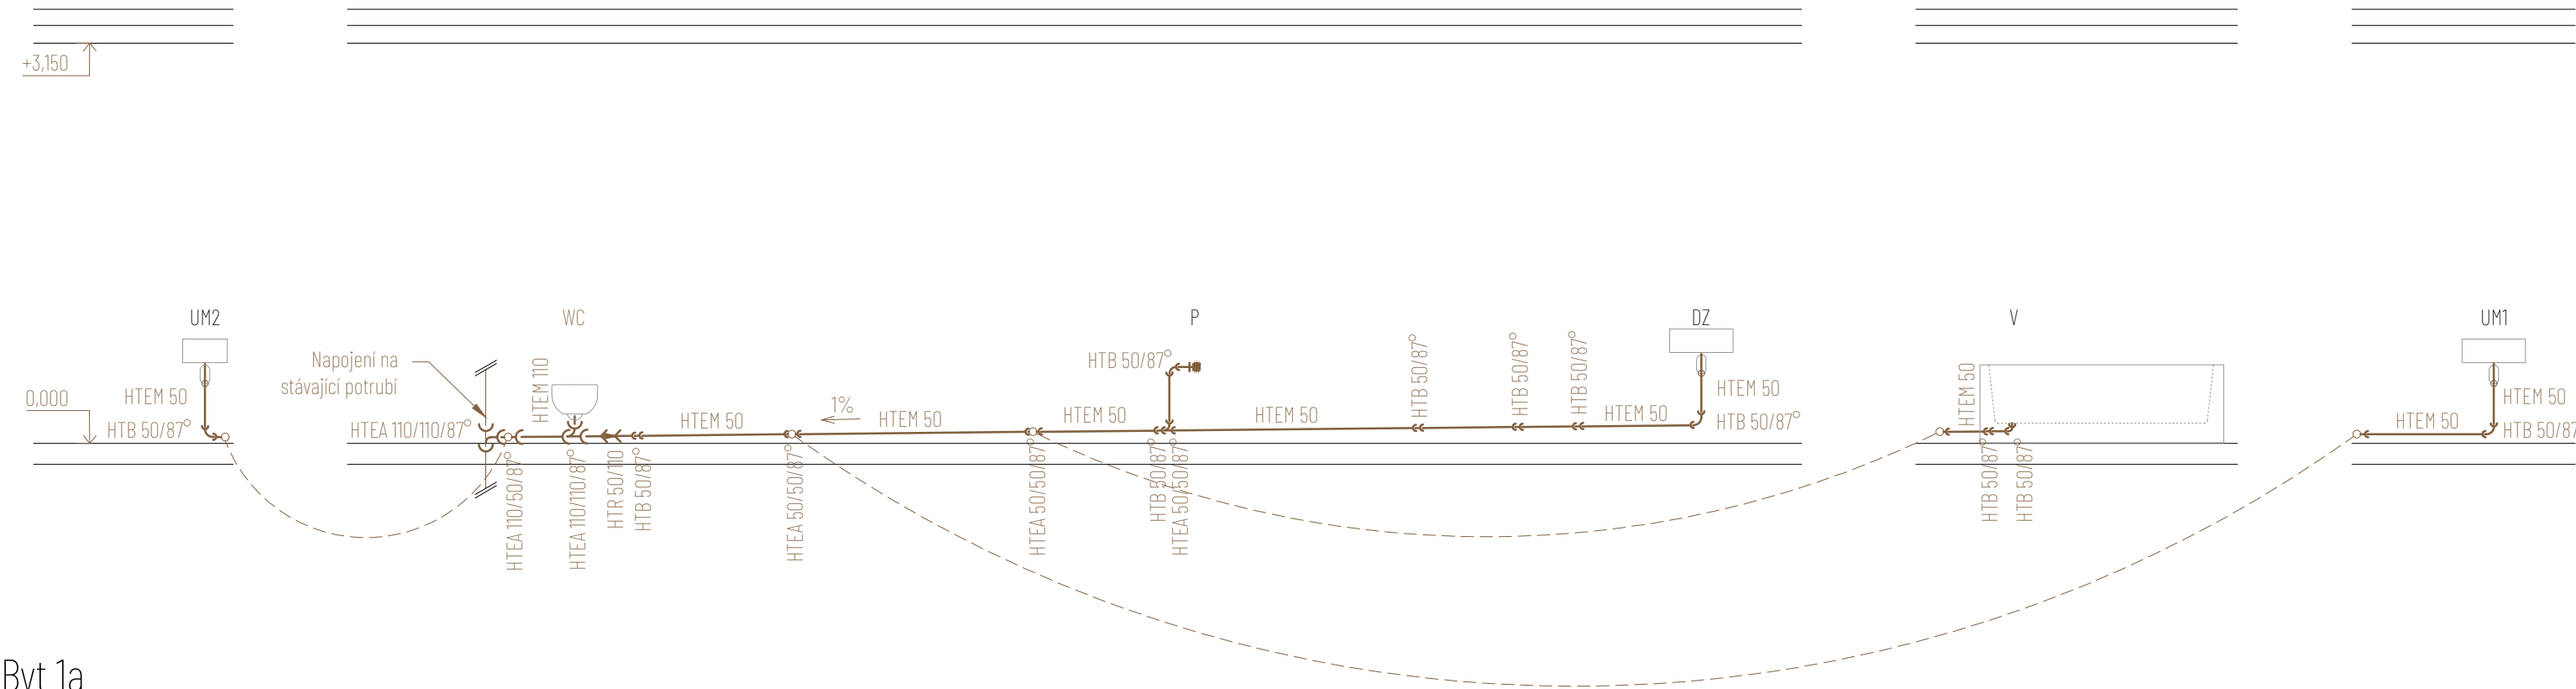 +3,150
UM2
WC
P
DZ
V
UM1
Napojení na
stávající potrubí
0,000
HTEM 50
HTB 50/87°
HTEA 110/110/87°
HTEM 110
HTEM 50
1%
HTEM 50
HTEM 50
HTB 50/87°
HTEM 50
HTB 50/87°
HTB 50/87°
HTB 50/87°
HTEM 50
HTEM 50
HTB 50/87°
HTEM 50
HTEM 50
HTEM 50
HTB 50/87
HTEA 110/50/87°
HTEA 110/110/87°
HTR 50/110
HTB 50/87°
HTEA 50/50/87°
HTEA 50/50/87°
HTB 50/87°
HTEA 50/50/87°
HTB 50/87°
HTB 50/87°
Byt 1a